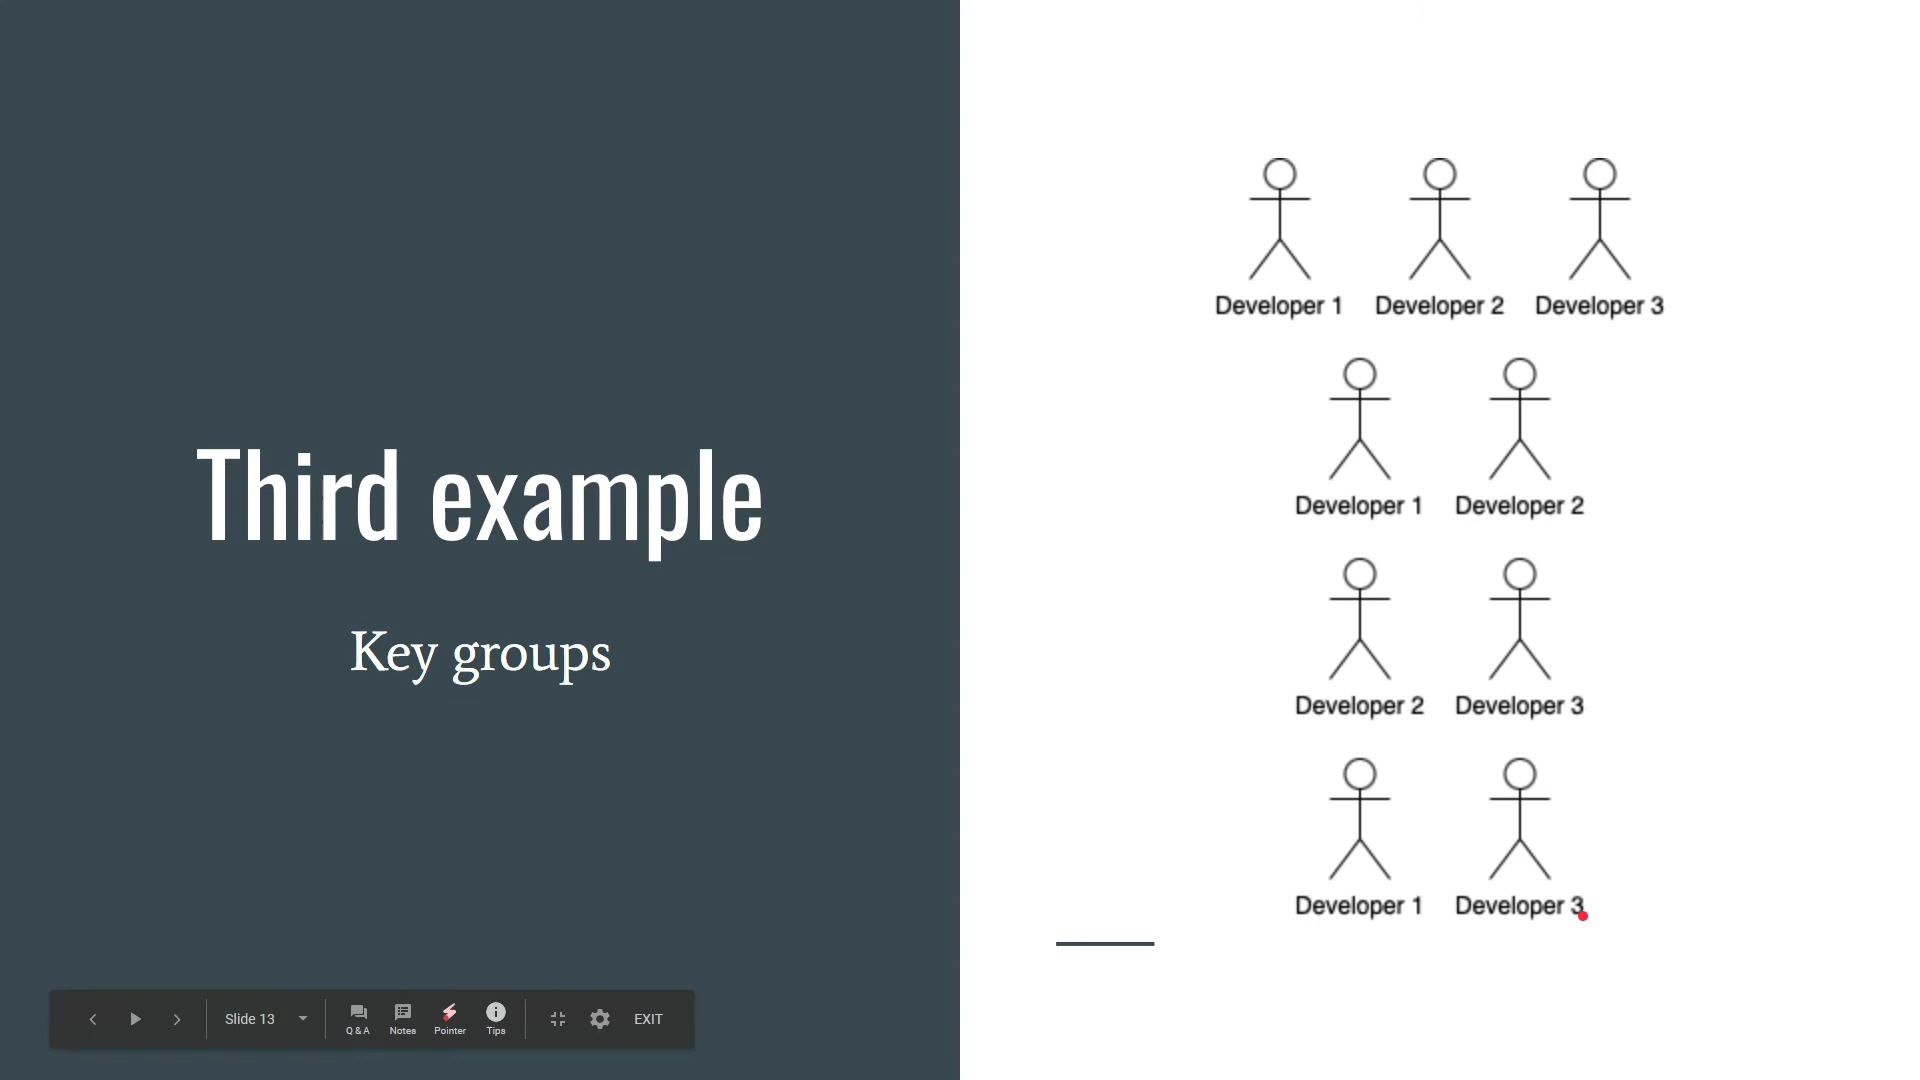 Third example
Key groups
Developer 1 Developer 2 Developer 3
Developer 1 Developer 2
Developer 2 Developer 3
Developer 1 Developer 3
Slide 13 Q & A Notes Pointer Tips EXIT